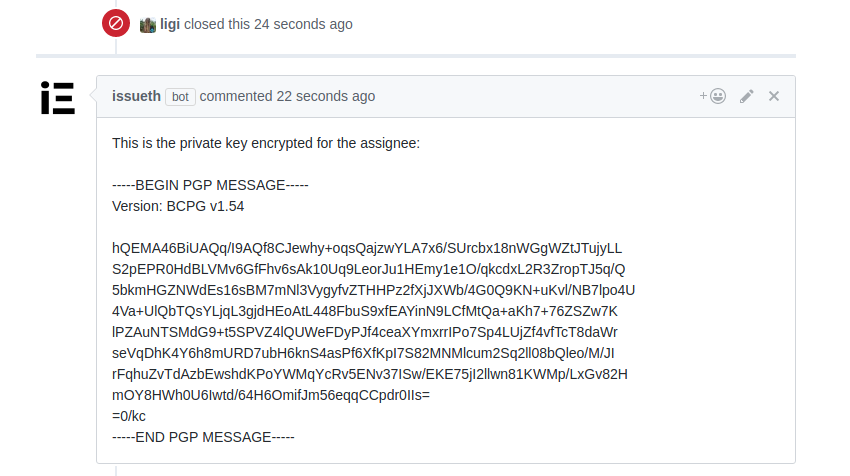 ligi closed this 24 seconds ago
iE
issueth bot commented 22 seconds ago
This is the private key encrypted for the assignee:
-----BEGIN PGP MESSAGE-----
Version: BCPG v1.54
hQEMA46BiUAQq/I9AQf8CJewhy+oqsQajzwYLA7x6/SUrcbx18nWGgWZtJTujyLL
S2pEPR0HdBLVMv6GfFhv6sAk10Uq9LeorJu1HEmy1e1O/qkcdxL2R3ZropTJ5q/Q
5bkmHGZNWdEs16sBM7mNl3VygyfvZTHHPz2fXjJXWb/4G0Q9KN+uKvl/NB7lpo4U
4Va+UlQbTQsYLjqL3gjdHEoAtL448FbuS9xfEAYinN9LCfMtQa+aKh7+76ZSZw7K
lPZAuNTSMdG9+t5SPVZ4lQUWeFDyPJf4ceaXYmxrrIPo7Sp4LUjZf4vfTcT8daWr
seVqDhK4Y6h8mURD7ubH6knS4asPf6XfKpI7S82MNMlcum2Sq2ll08bQleo/M/JI
rFqhuZvTdAzbEwshdKPoYWMqYcRv5ENv37ISw/EKE75jI2llwn81KWMp/LxGv82H
mOY8HWh0U6Iwtd/64H6OmifJm56eqqCCpdr0IIs=
=0/kc
-----END PGP MESSAGE-----